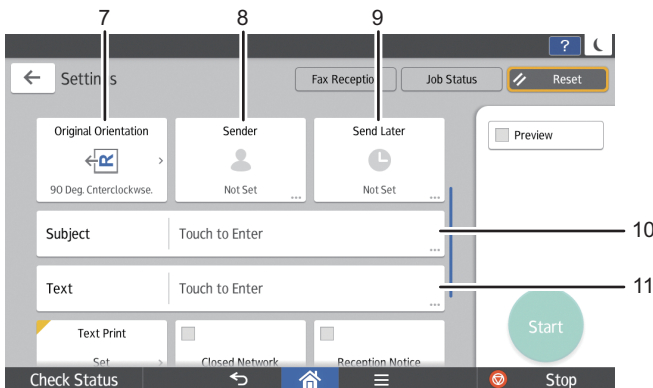 7 8 9
?
Settings Fax Reception Job Status Reset
Original Orientation Sender Send Later Preview
R
90 Deg. Cnterclockwse. Not Set Not Set
Subject Touch to Enter 10
Text Touch to Enter 11
Text Print Start
Set Closed Network Reception Notice
Check Status Stop